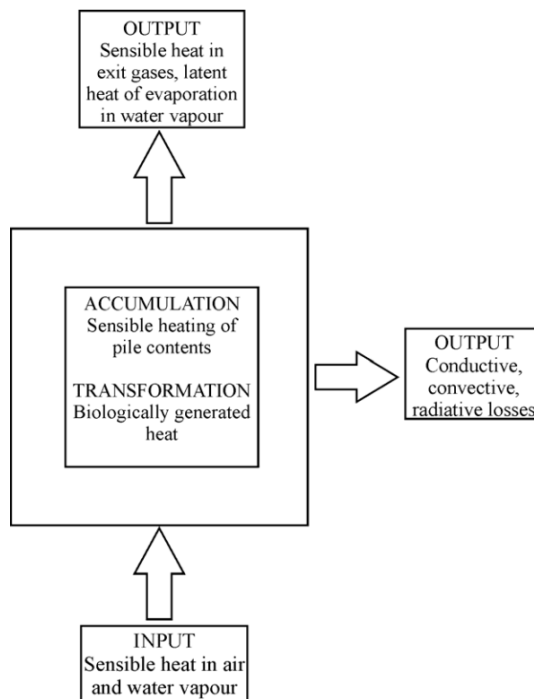 OUTPUT
Sensible heat in
exit gases, latent
heat of evaporation
in water vapour
ACCUMULATION
Sensible heating of
pile contents
TRANSFORMATION
Biologically generated
heat
OUTPUT
Conductive,
convective,
radiative losses
INPUT
Sensible heat in air
and water vapour